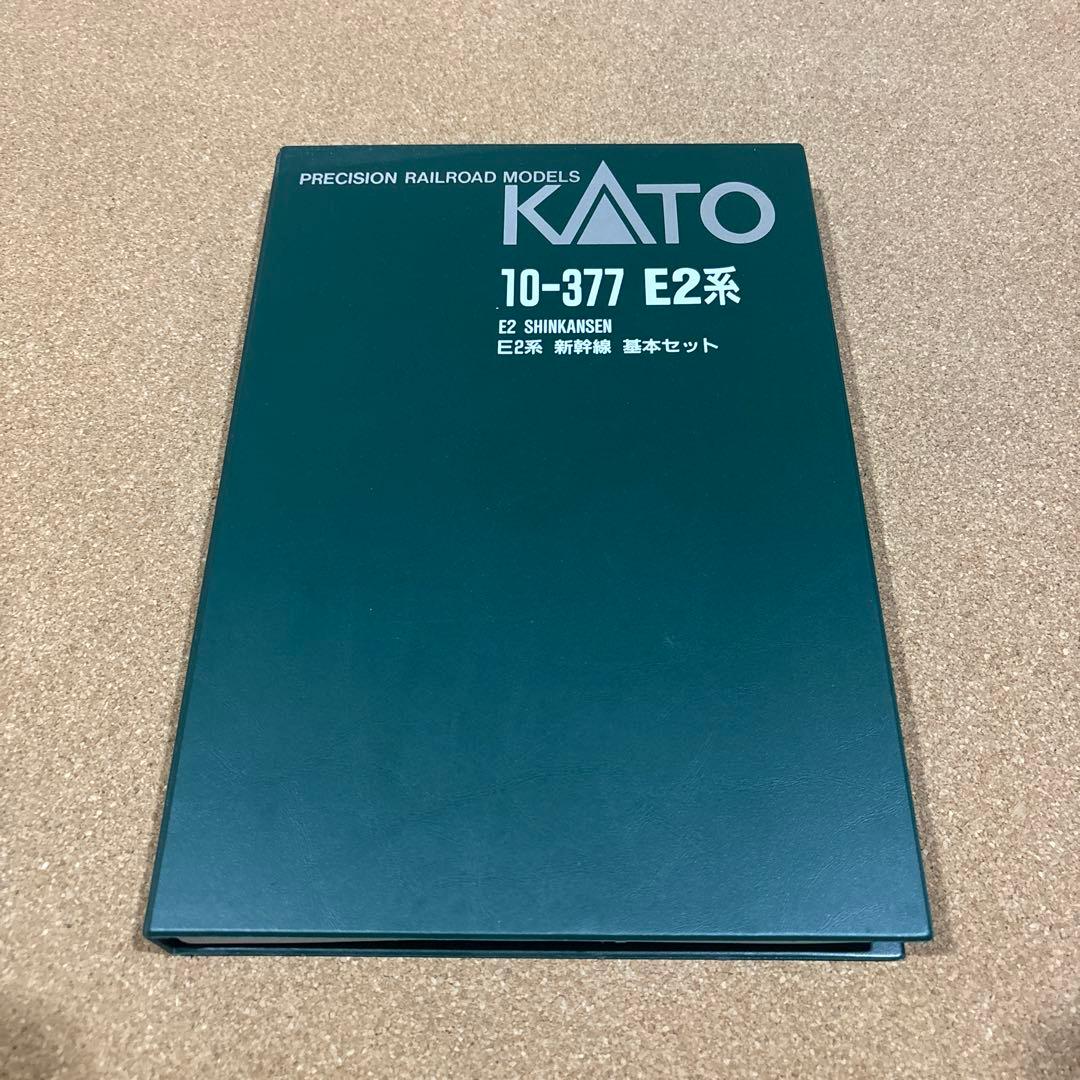 PRECISION RAILROAD MODELS
KATO
10-377 E2系
E2 SHINKANSEN
E2系 新幹線 基本セット